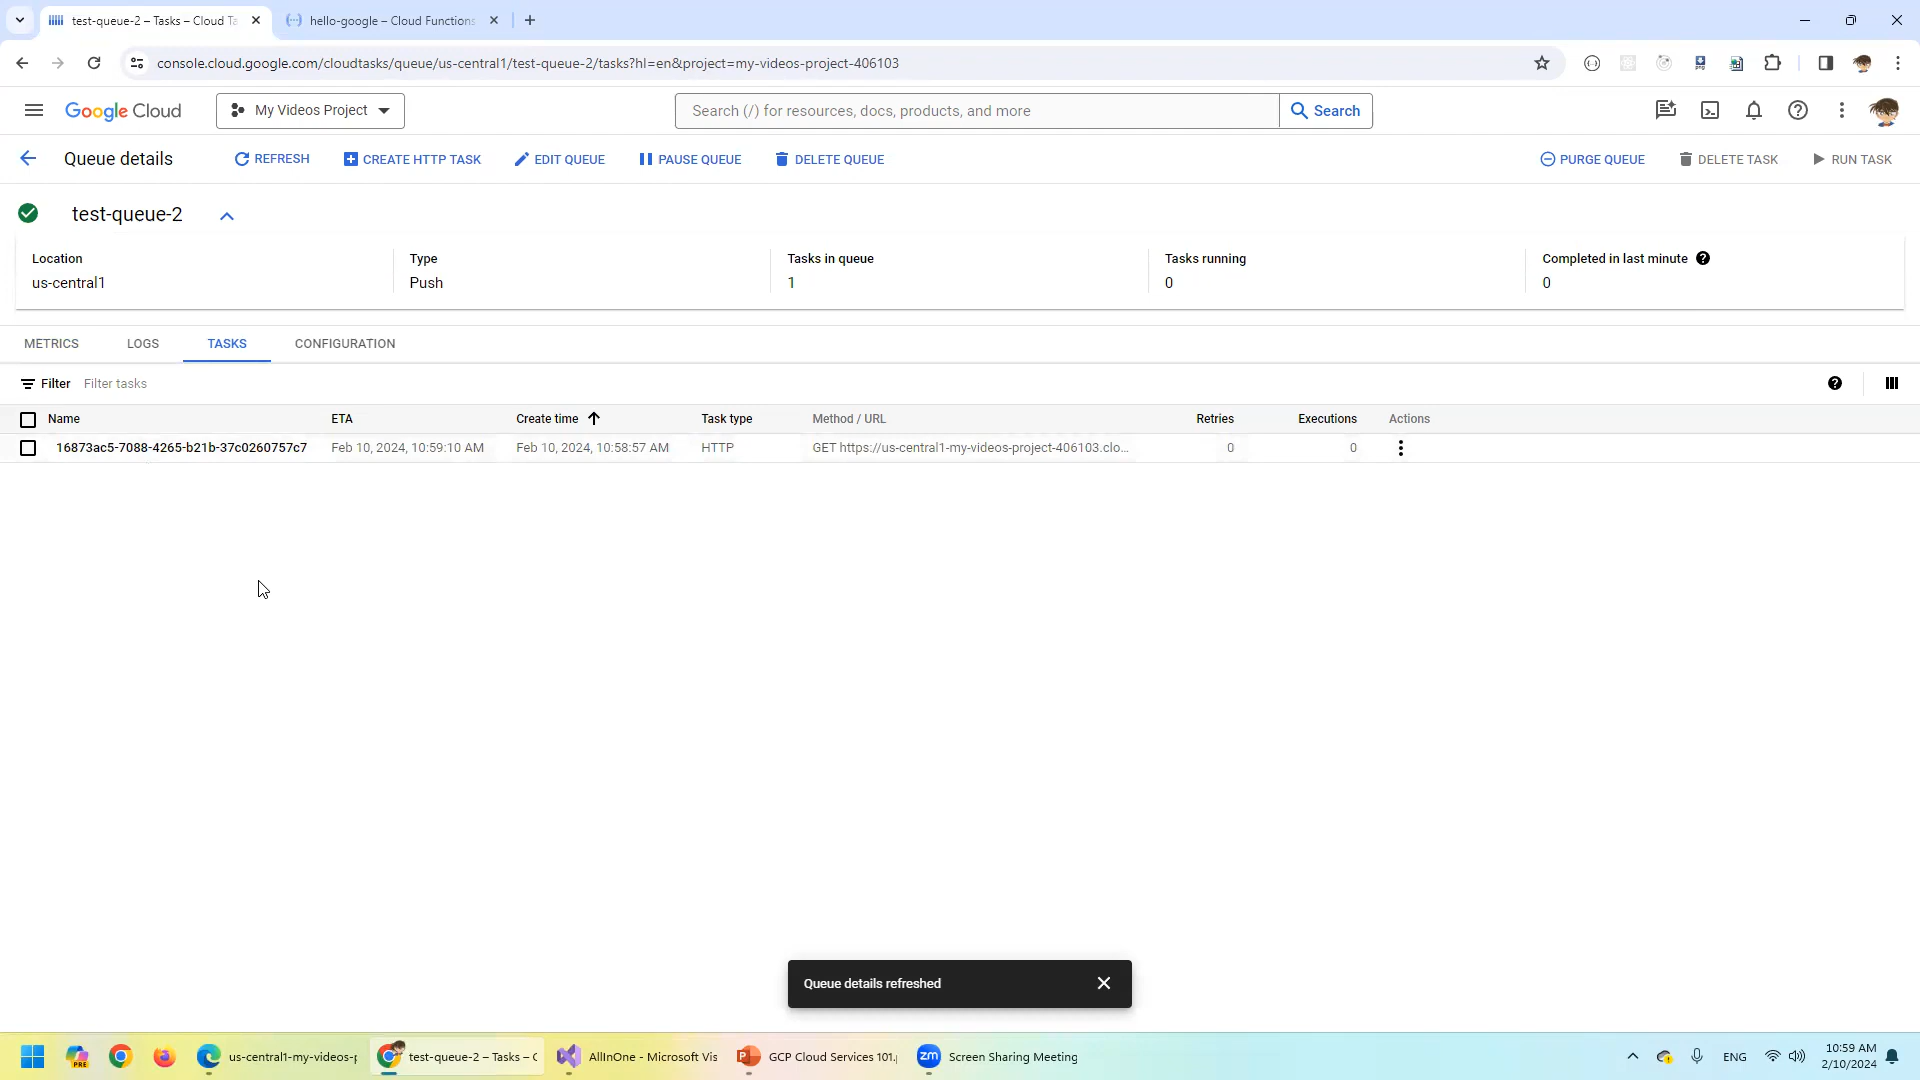 test-queue-2 – Tasks – Cloud Ta
hello-google – Cloud Functions
console.cloud.google.com/cloudtasks/queue/us-central1/test-queue-2/tasks?hl=en&project=my-videos-project-406103
Google Cloud
My Videos Project
Search (/) for resources, docs, products, and more
Search
Queue details
REFRESH
CREATE HTTP TASK
EDIT QUEUE
PAUSE QUEUE
DELETE QUEUE
PURGE QUEUE
DELETE TASK
RUN TASK
test-queue-2
Location
us-central1
Type
Push
Tasks in queue
1
Tasks running
0
Completed in last minute
0
METRICS
LOGS
TASKS
CONFIGURATION
Filter
Filter tasks
Name
ETA
Create time
Task type
Method / URL
Retries
Executions
Actions
16873ac5-7088-4265-b21b-37c0260757c7
Feb 10, 2024, 10:59:10 AM
Feb 10, 2024, 10:58:57 AM
HTTP
GET https://us-central1-my-videos-project-406103.clo...
0
0
Queue details refreshed
PRE
us-central1-my-videos-p
test-queue-2 – Tasks – C
AllInOne - Microsoft Vis
GCP Cloud Services 101.p
zm
Screen Sharing Meeting
ENG
10:59 AM
2/10/2024